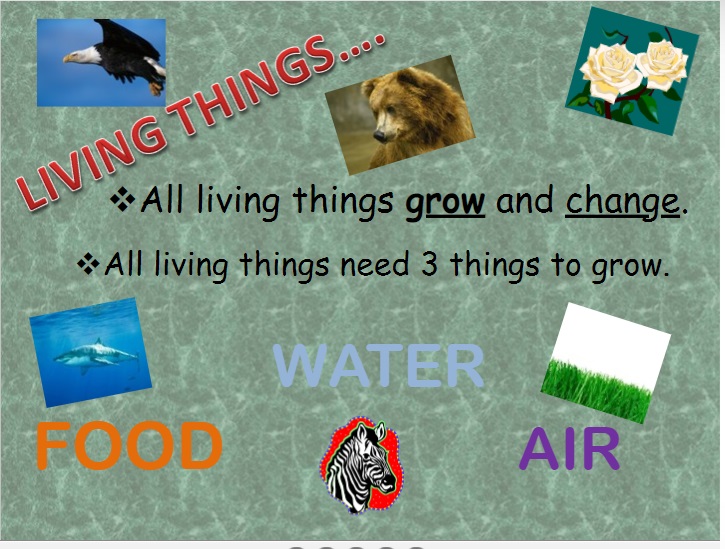 LIVING THINGS....
❖All living things grow and change.
❖All living things need 3 things to grow.
WATER
FOOD
AIR